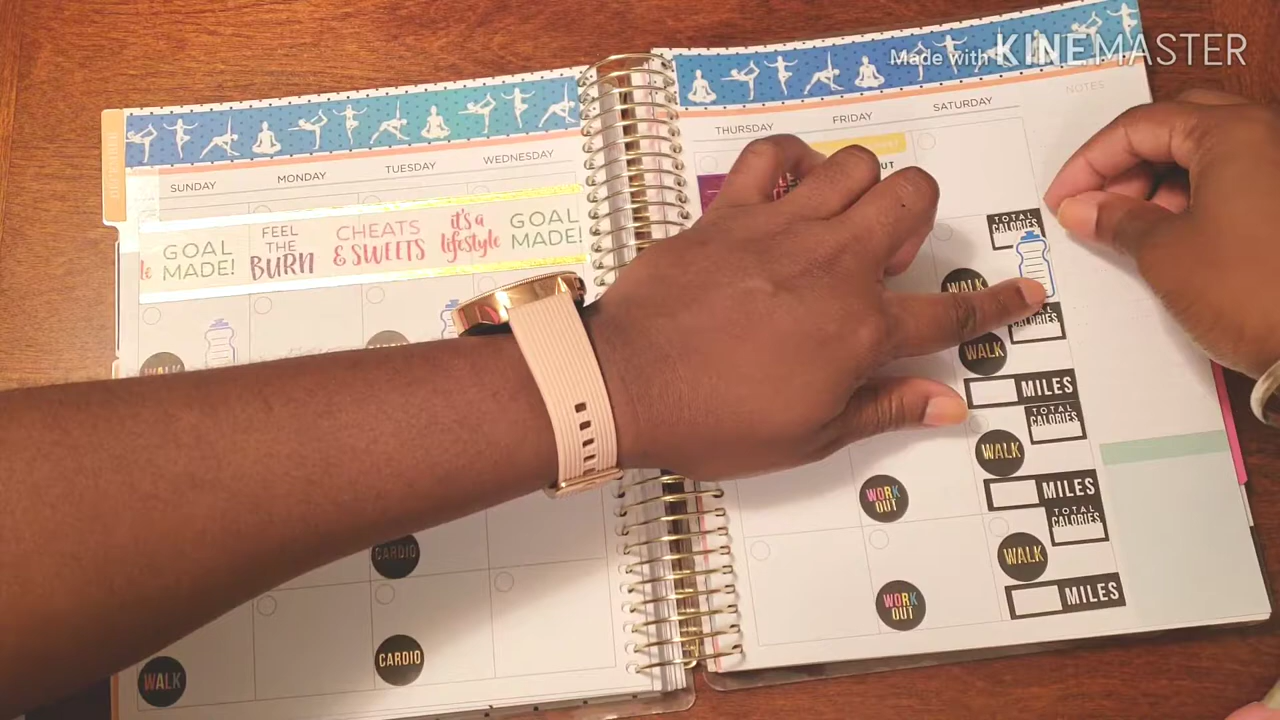 Made with KINEMASTER
NOTES
SATURDAY
FRIDAY
THURSDAY
WEDNESDAY
TUESDAY
MONDAY
SUNDAY
GOAL
MADE!
FEEL
THE
BURN
CHEATS
& SWEETS
it's a
lifestyle
GOAL
MADE!
TOTAL
CALORIES
WALK
WALK
WALK
MILES
TOTAL
CALORIES
WALK
WORK
OUT
MILES
TOTAL
CALORIES
CARDIO
WALK
WORK
OUT
MILES
CARDIO
WALK